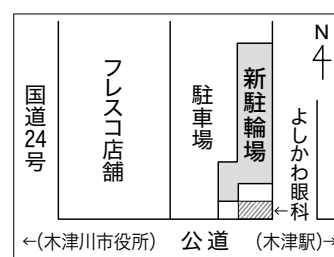 N
国道24号
フレスコ店舗
駐車場
新駐輪場
よしかわ眼科
←
←(木津川市役所) 公道 (木津駅)→